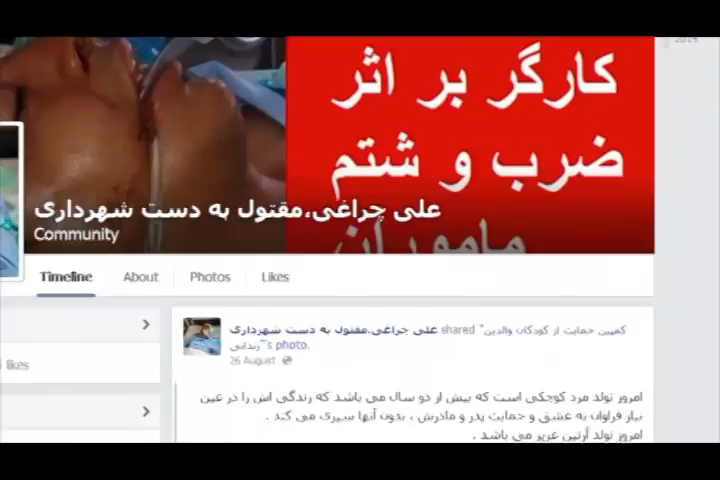 2014
کارگر بر اثر
ضرب و شتم
ماموران
علی چراغی،مقتول به دست شهرداری
Community
Timeline About Photos Likes
علی چراغی،مقتول به دست شهرداری shared "کمپین حمایت از کودکان والدین
زندانی"'s photo.
26 August
likes
امروز تولد مرد کوچکی است که بیش از دو سال می باشد که زندگی اش را در عین
نیاز فراوان به عشق و حمایت پدر و مادرش ، بدون آنها سپری می کند .
امروز تولد آرتین عزیز می باشد .